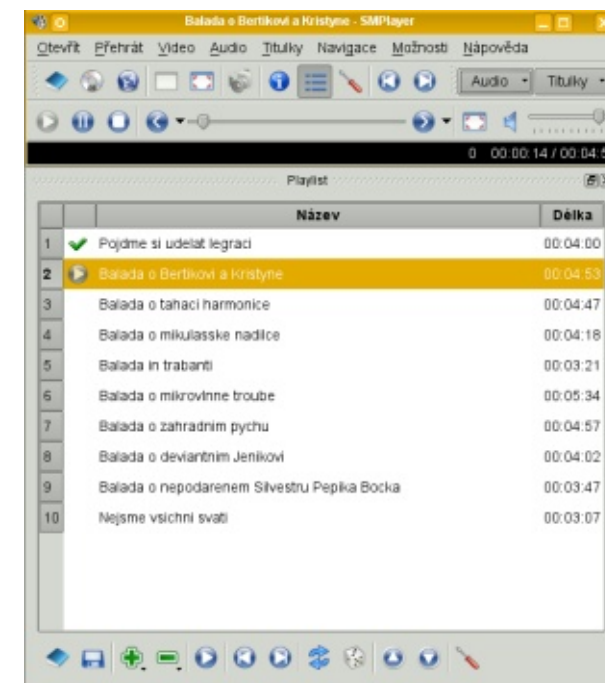 Balada o Bertikovi a Kristyne - SMPlayer
Otevřít Přehrát Video Audio Titulky Navigace Možnosti Nápověda
Audio Titulky
0 00:00:14 / 00:04:5
Playlist
Název Délka
1 Pojdme si udelat legraci 00:04:00
2 Balada o Bertikovi a Kristyne 00:04:53
3 Balada o tahaci harmonice 00:04:47
4 Balada o mikulasske nadilce 00:04:18
5 Balada in trabanti 00:03:21
6 Balada o mikrovlnne troube 00:05:34
7 Balada o zahradnim pychu 00:04:57
8 Balada o deviantnim Jenikovi 00:04:02
9 Balada o nepodarenem Silvestru Pepika Bocka 00:03:47
10 Nejsme vsichni svati 00:03:07